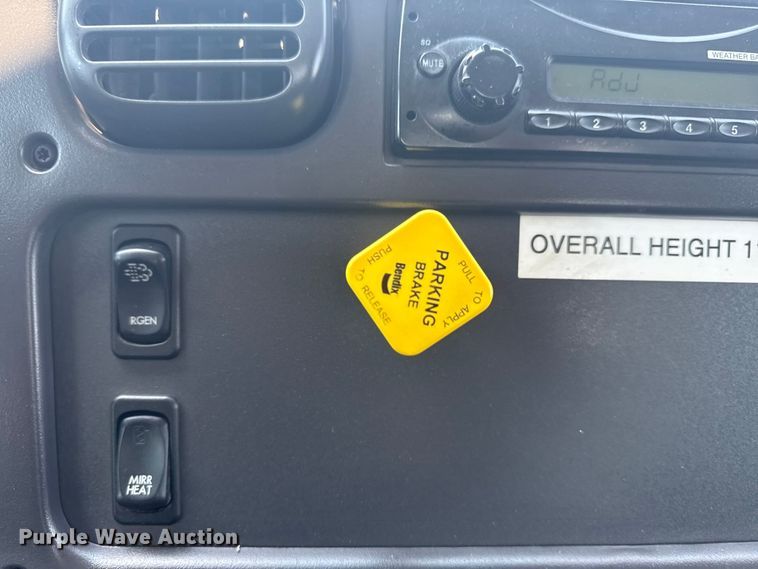 SQ
MUTE
WEATHER BA
AdJ
1 2 3 4 5
OVERALL HEIGHT 1
PULL TO APPLY
PARKING
BRAKE
Bendix
PUSH TO RELEASE
RGEN
MIRR
HEAT
Purple Wave Auction